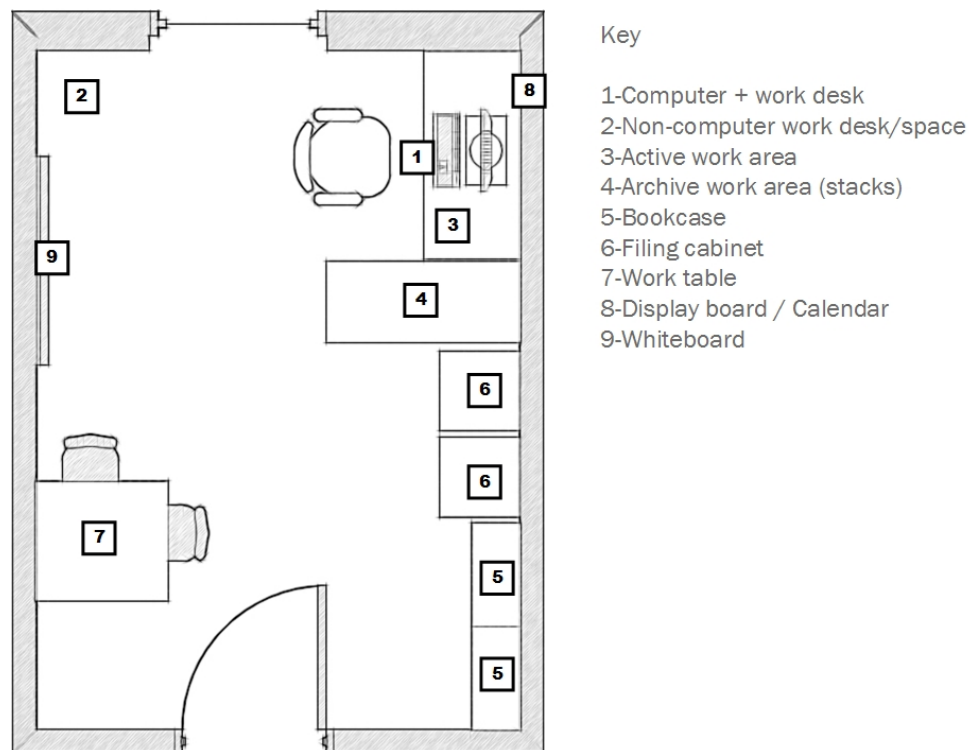 2
8
1
3
9
4
6
6
7
5
5
Key
1-Computer + work desk
2-Non-computer work desk/space
3-Active work area
4-Archive work area (stacks)
5-Bookcase
6-Filing cabinet
7-Work table
8-Display board / Calendar
9-Whiteboard